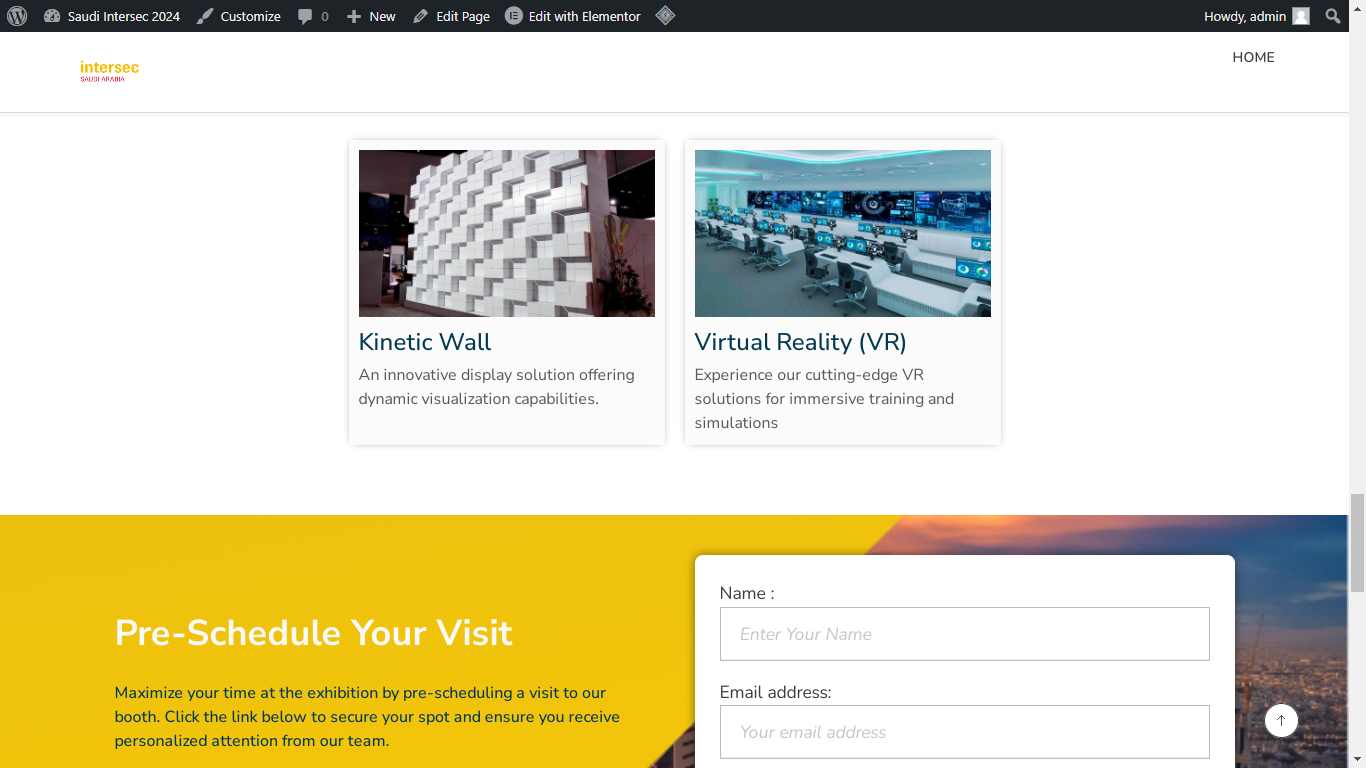 Saudi Intersec 2024 Customize 0 New Edit Page Edit with Elementor Howdy, admin
intersec
SAUDI ARABIA
HOME
Kinetic Wall
An innovative display solution offering
dynamic visualization capabilities.
Virtual Reality (VR)
Experience our cutting-edge VR
solutions for immersive training and
simulations
Pre-Schedule Your Visit
Maximize your time at the exhibition by pre-scheduling a visit to our
booth. Click the link below to secure your spot and ensure you receive
personalized attention from our team.
Name :
Enter Your Name
Email address:
Your email address